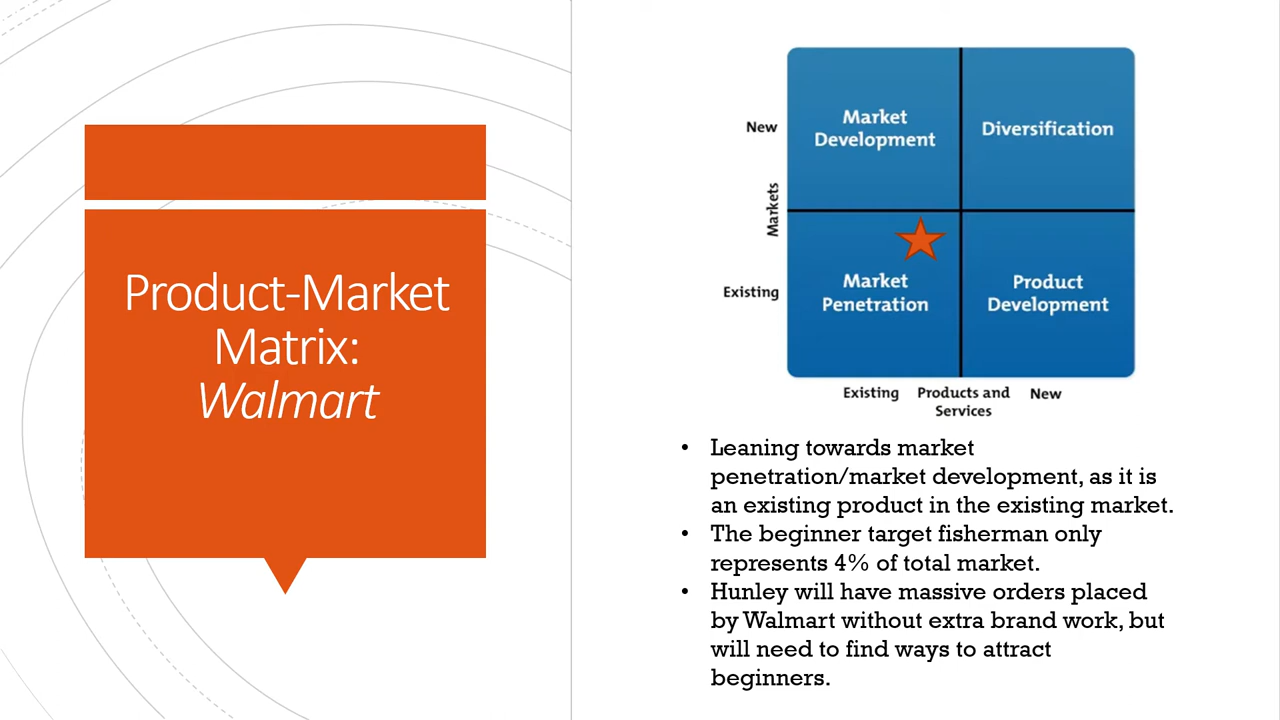 Product-Market
Matrix:
Walmart
New
Markets
Existing
Market
Development
Diversification
Market
Penetration
Product
Development
Existing
Products and
Services
New
• Leaning towards market
penetration/market development, as it is
an existing product in the existing market.
• The beginner target fisherman only
represents 4% of total market.
• Hunley will have massive orders placed
by Walmart without extra brand work, but
will need to find ways to attract
beginners.